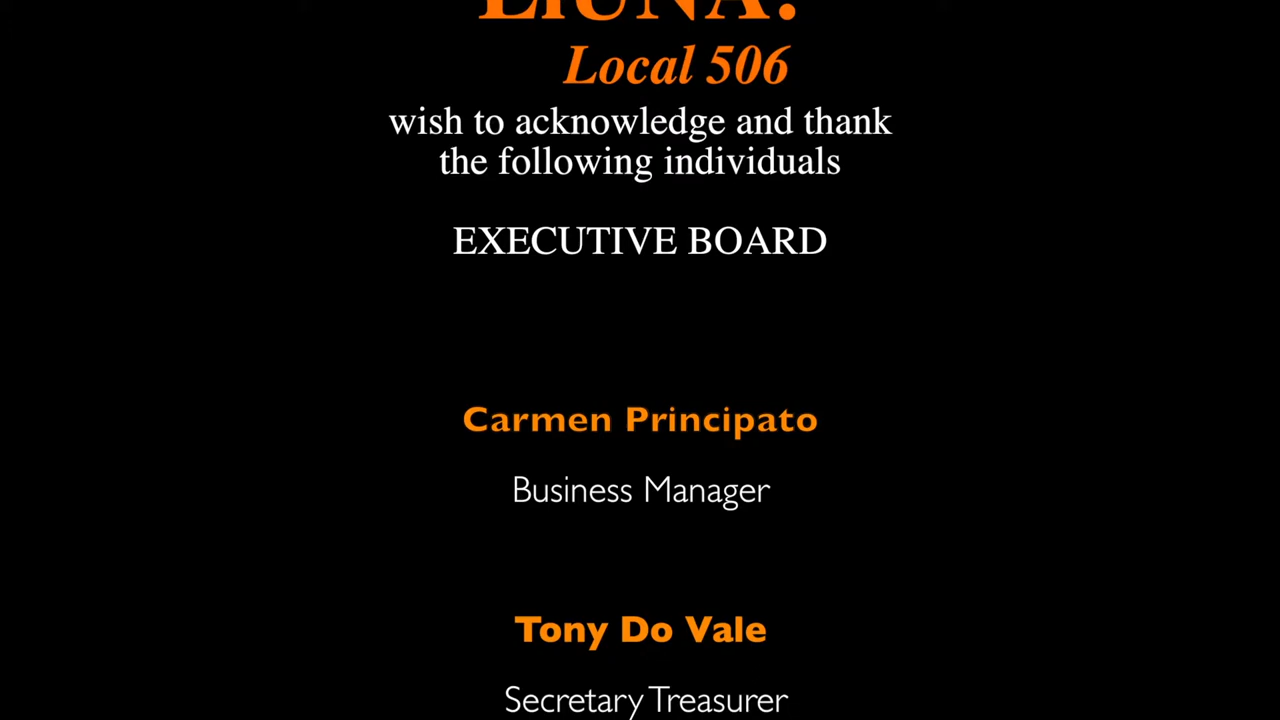 LiUNA!
Local 506
wish to acknowledge and thank
the following individuals
EXECUTIVE BOARD
Carmen Principato
Business Manager
Tony Do Vale
Secretary Treasurer